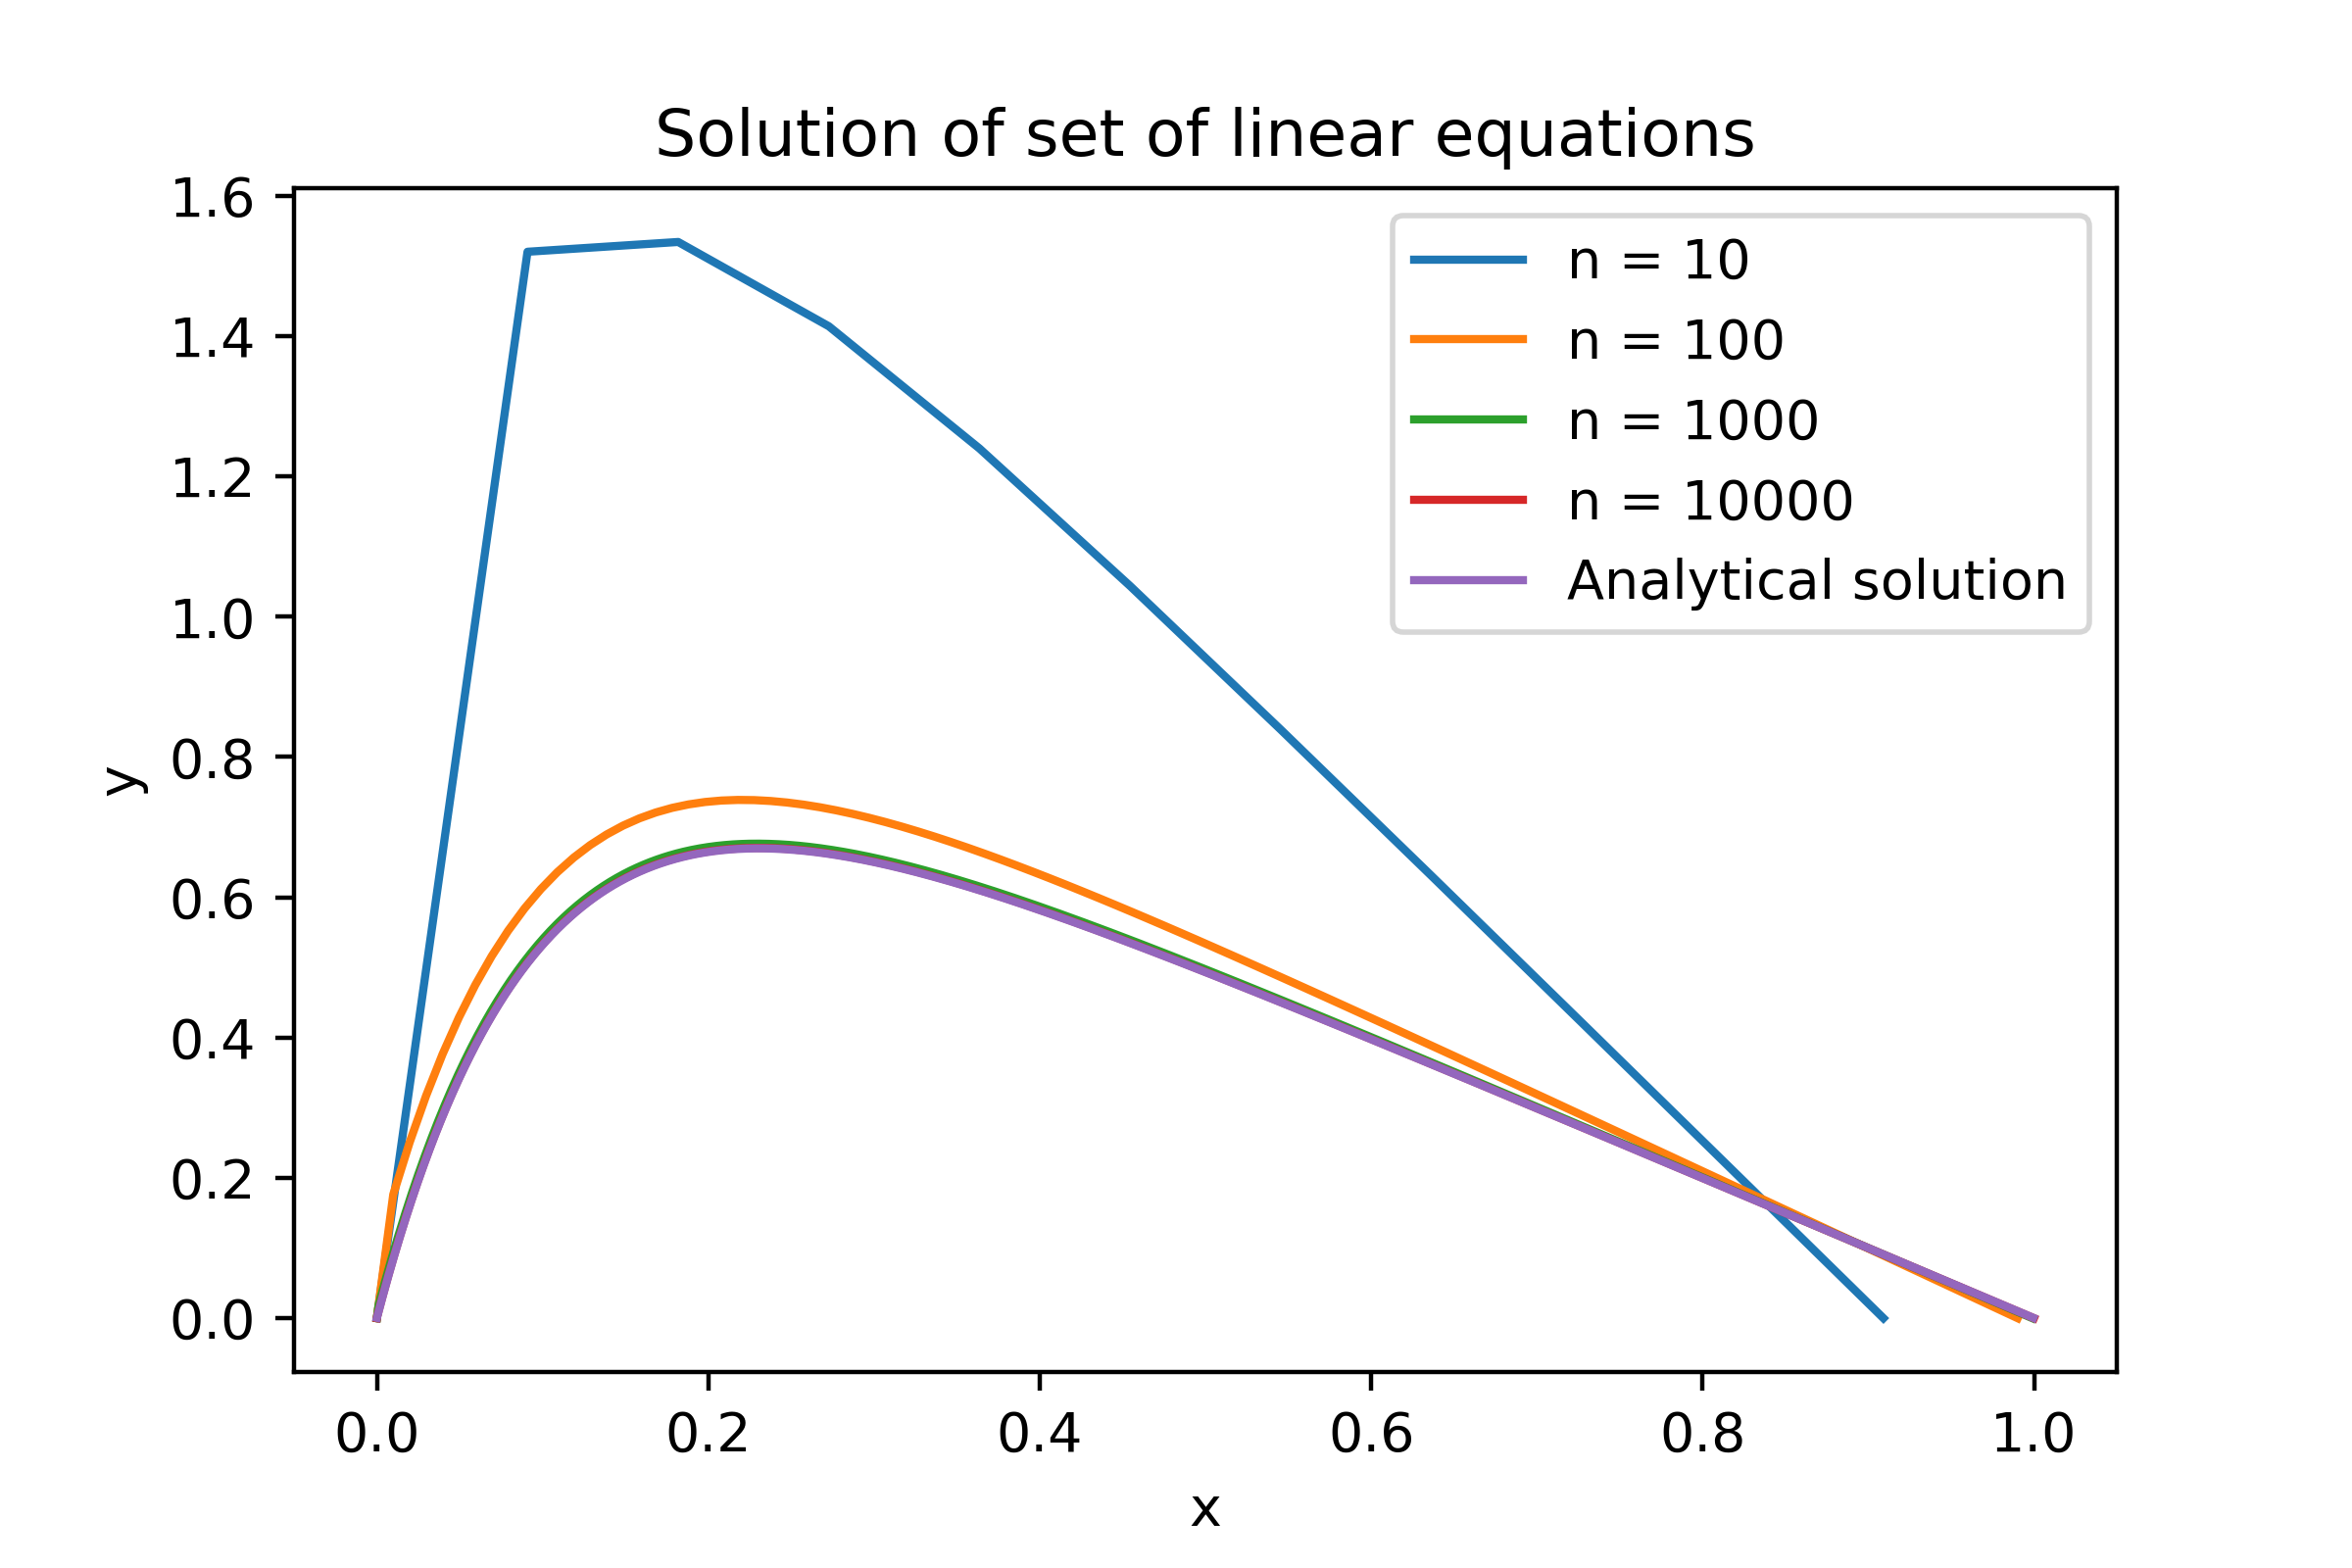 Solution of set of linear equations
1.6
1.4
1.2
1.0
0.8
0.6
0.4
0.2
0.0
y
n = 10
n = 100
n = 1000
n = 10000
Analytical solution
0.0 0.2 0.4 0.6 0.8 1.0
x